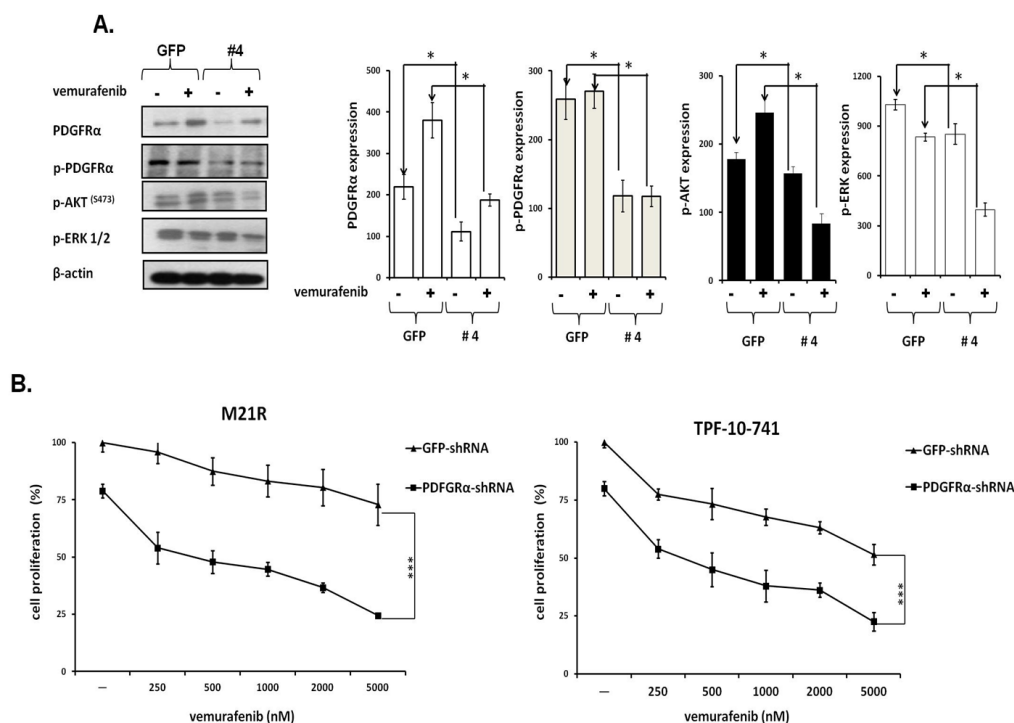 A.
GFP #4
vemurafenib - + - +
PDGFRα
p-PDGFRα
p-AKT (S473)
p-ERK 1/2
β-actin
* *
PDGFRα expression
500
400
300
200
100
0
vemurafenib - + - +
GFP # 4
* *
p-PDGFRα expression
300
200
100
0
- + - +
GFP # 4
* *
p-AKT expression
300
200
100
0
- + - +
GFP # 4
* *
p-ERK expression
1500
1200
900
600
300
0
- + - +
GFP # 4
B.
M21R
cell proliferation (%)
100
75
50
25
0
— 250 500 1000 2000 5000
vemurafenib (nM)
GFP-shRNA
PDFGRα-shRNA
***
TPF-10-741
cell proliferation (%)
100
75
50
25
0
— 250 500 1000 2000 5000
vemurafenib (nM)
GFP-shRNA
PDGFRα-shRNA
***